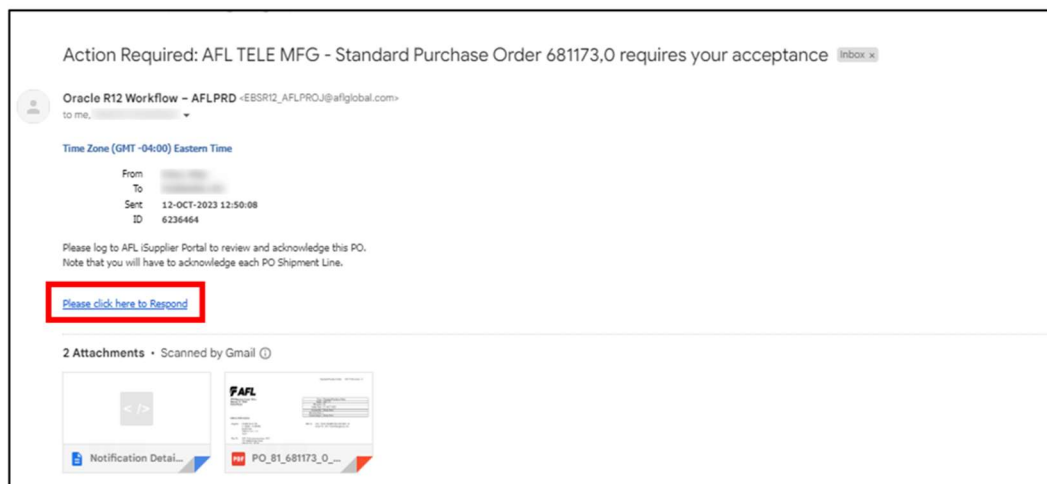 Action Required: AFL TELE MFG - Standard Purchase Order 681173,0 requires your acceptance Inbox x
Oracle R12 Workflow – AFLPRD <EBSR12_AFLPROJ@aflglobal.com>
to me,
Time Zone (GMT -04:00) Eastern Time
From
To
Sent 12-OCT-2023 12:50:08
ID 6236464
Please log to AFL iSupplier Portal to review and acknowledge this PO.
Note that you will have to acknowledge each PO Shipment Line.
Please click here to Respond
2 Attachments • Scanned by Gmail
</>
AFL
Notification Detai...
PDF PO_81_681173_0_...